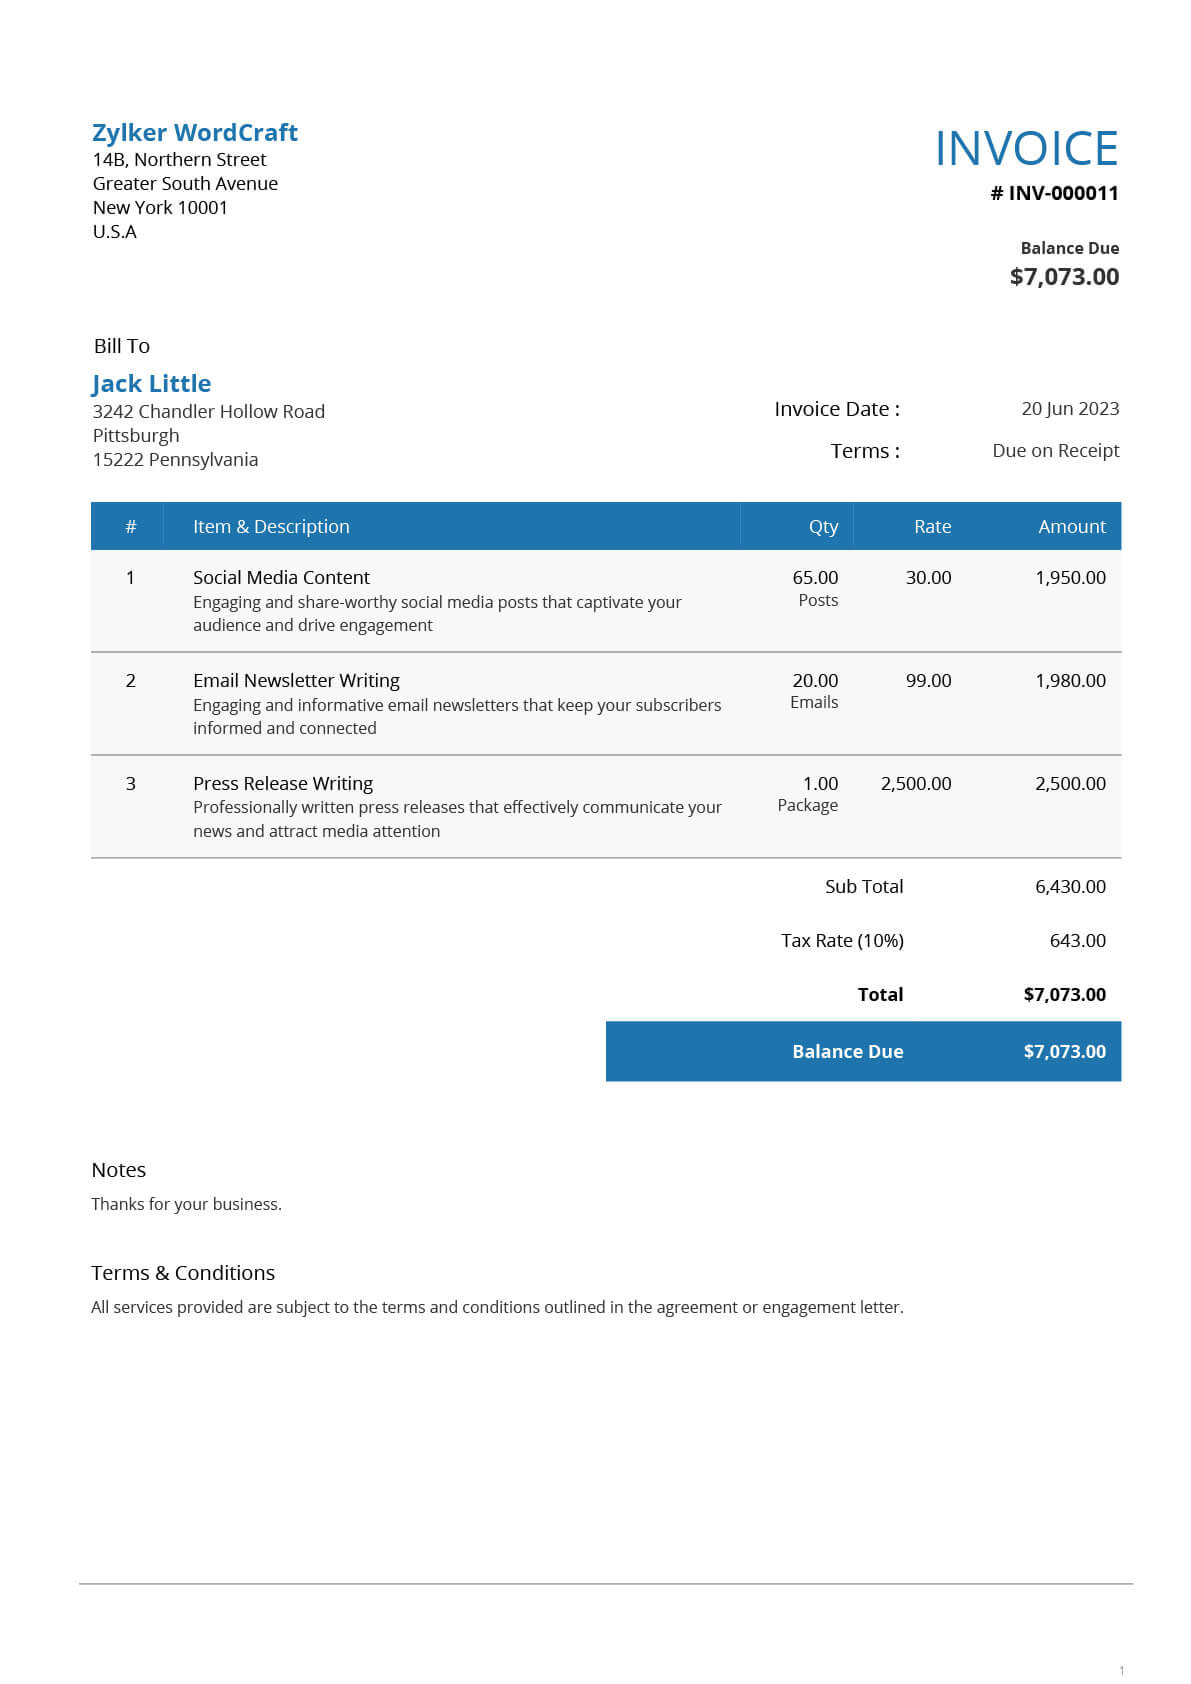 Zylker WordCraft
14B, Northern Street
Greater South Avenue
New York 10001
U.S.A
INVOICE
# INV-000011
Balance Due
$7,073.00
Bill To
Jack Little
3242 Chandler Hollow Road
Pittsburgh
15222 Pennsylvania
Invoice Date : 20 Jun 2023
Terms : Due on Receipt
# Item & Description Qty Rate Amount
1 Social Media Content 65.00 30.00 1,950.00
Engaging and share-worthy social media posts that captivate your Posts
audience and drive engagement
2 Email Newsletter Writing 20.00 99.00 1,980.00
Engaging and informative email newsletters that keep your subscribers Emails
informed and connected
3 Press Release Writing 1.00 2,500.00 2,500.00
Professionally written press releases that effectively communicate your Package
news and attract media attention
Sub Total 6,430.00
Tax Rate (10%) 643.00
Total $7,073.00
Balance Due $7,073.00
Notes
Thanks for your business.
Terms & Conditions
All services provided are subject to the terms and conditions outlined in the agreement or engagement letter.
1